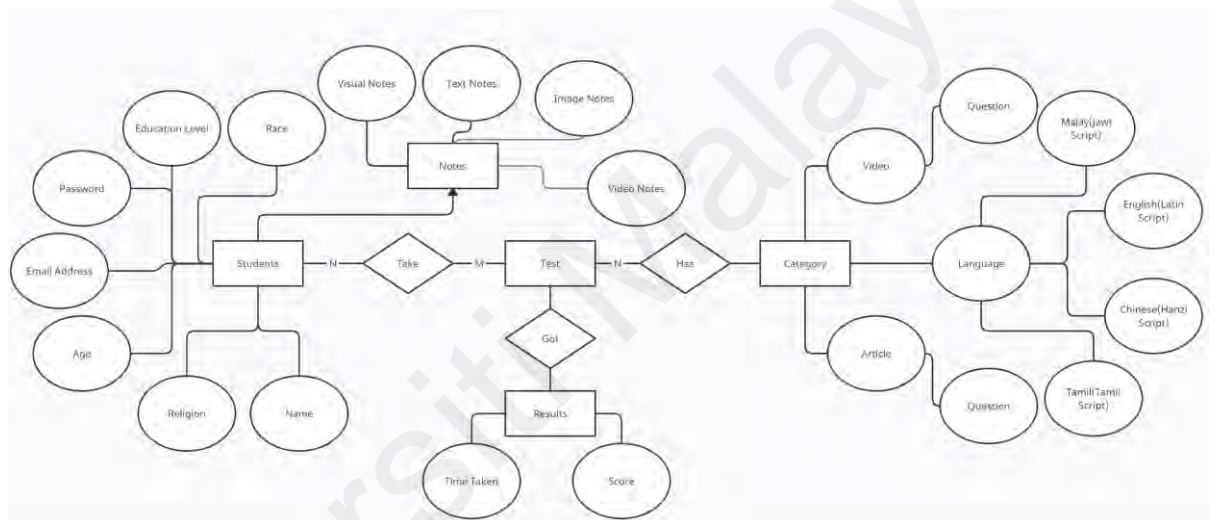 Visual Notes
Text Notes
Image Notes
Question
Education Level
Race
Malay(Jawi
Script)
Notes
Video
Password
Video Notes
English(Latin
Script)
Email Address
Students
N
Take
M
Test
N
Has
Category
Language
Chinese(Hanzi
Script)
Age
Got
Article
Religion
Name
Results
Question
Tamil(Tamil
Script)
Time Taken
Score
rsiti Malay